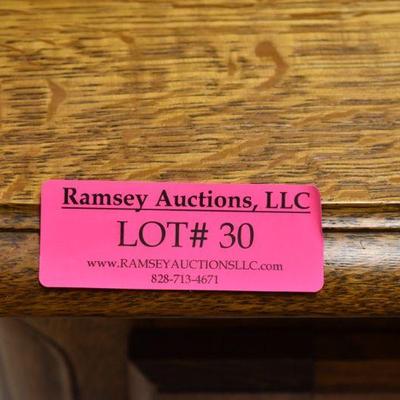 Ramsey Auctions, LLC
LOT# 30
www.RAMSEYAUCTIONSLLC.com
828-713-4671